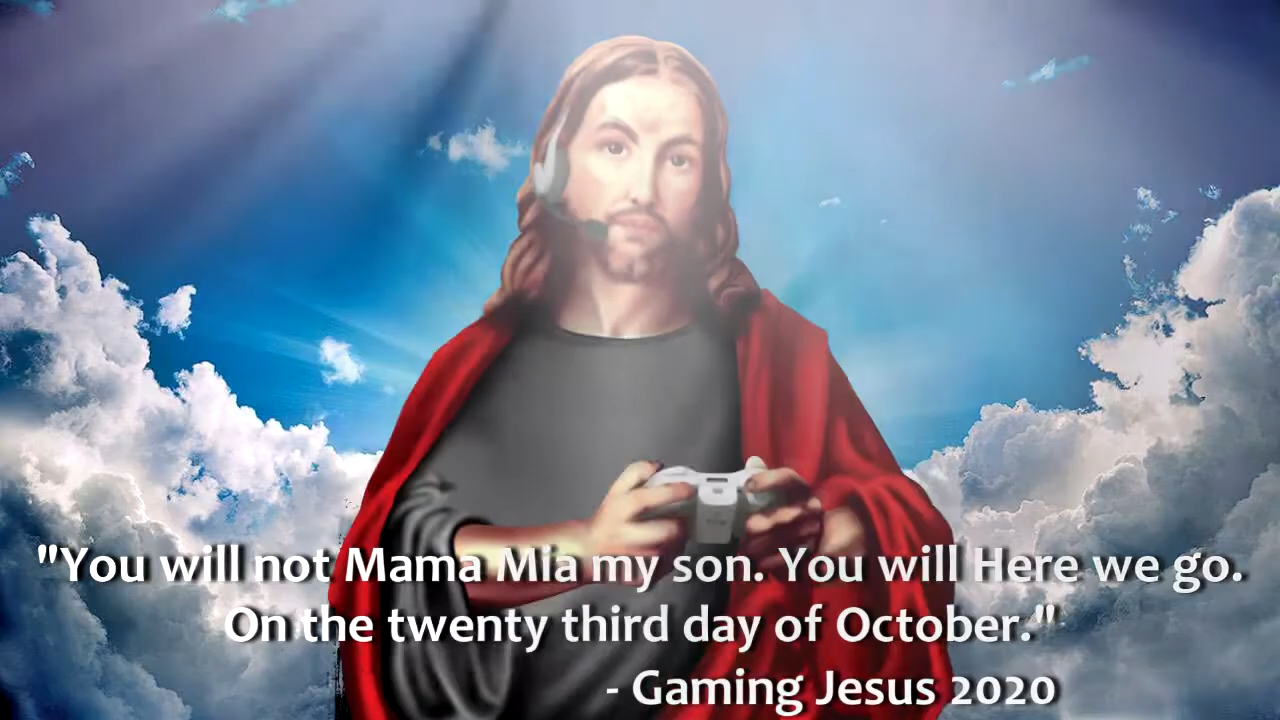 "You will not Mama Mia my son. You will Here we go.
On the twenty third day of October."
- Gaming Jesus 2020